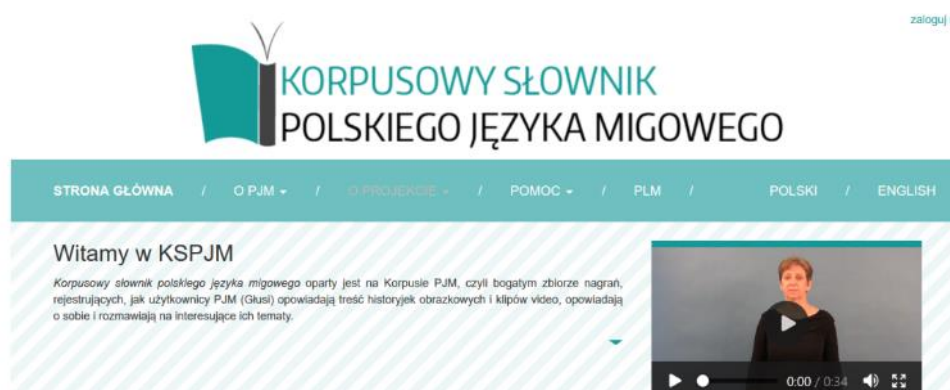 zaloguj
KORPUSOWY SŁOWNIK
POLSKIEGO JĘZYKA MIGOWEGO
STRONA GŁÓWNA / O PJM / O PROJEKCIE / POMOC / PLM / POLSKI / ENGLISH
Witamy w KSPJM
Korpusowy słownik polskiego języka migowego oparty jest na Korpusie PJM, czyli bogatym zbiorze nagrań,
rejestrujących, jak użytkownicy PJM (Głusi) opowiadają treść historyjek obrazkowych i klipów video, opowiadają
o sobie i rozmawiają na interesujące ich tematy.
0:00 / 0:34